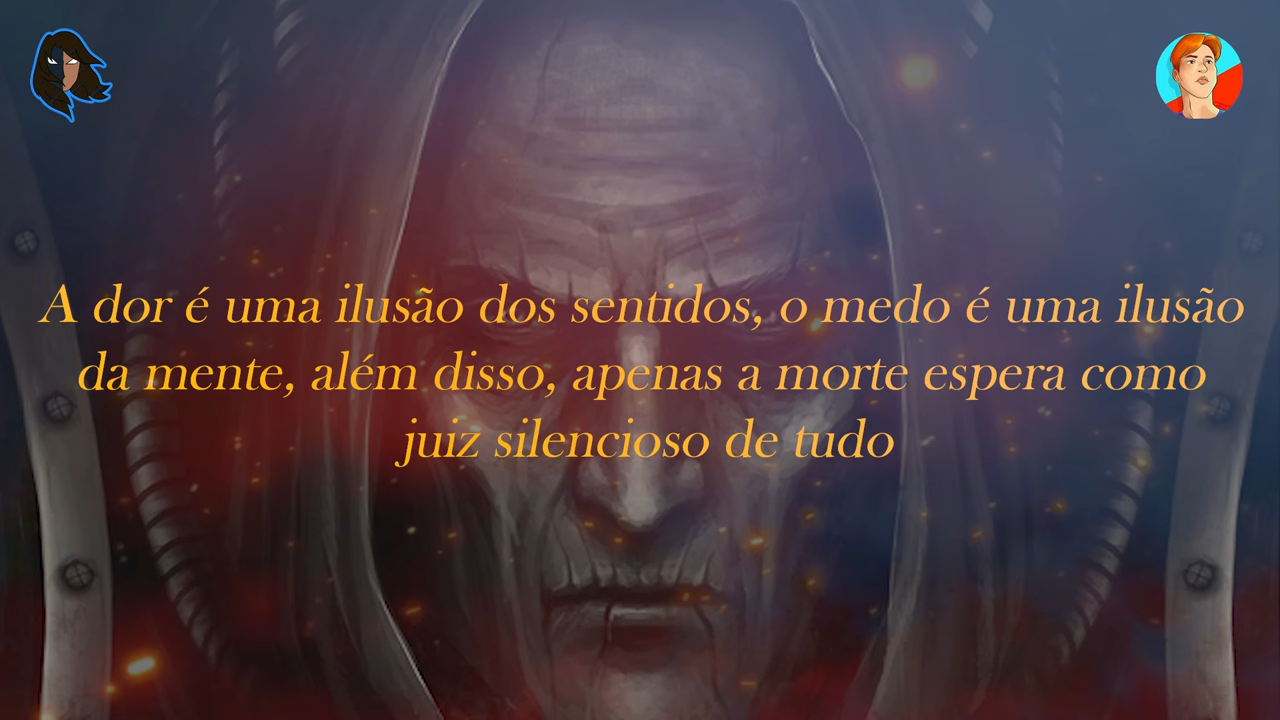 A dor é uma ilusão dos sentidos, o medo é uma ilusão
da mente, além disso, apenas a morte espera como
juiz silencioso de tudo